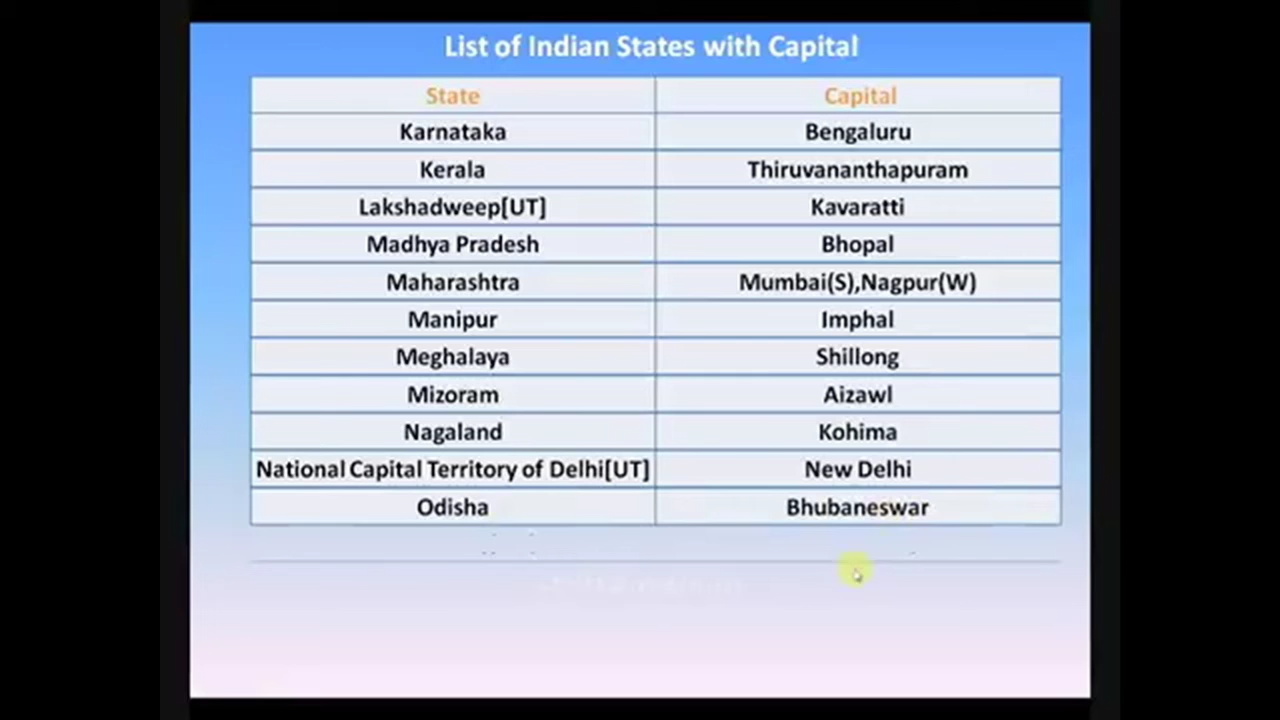 List of Indian States with Capital
State Capital
Karnataka Bengaluru
Kerala Thiruvananthapuram
Lakshadweep[UT] Kavaratti
Madhya Pradesh Bhopal
Maharashtra Mumbai(S),Nagpur(W)
Manipur Imphal
Meghalaya Shillong
Mizoram Aizawl
Nagaland Kohima
National Capital Territory of Delhi[UT] New Delhi
Odisha Bhubaneswar